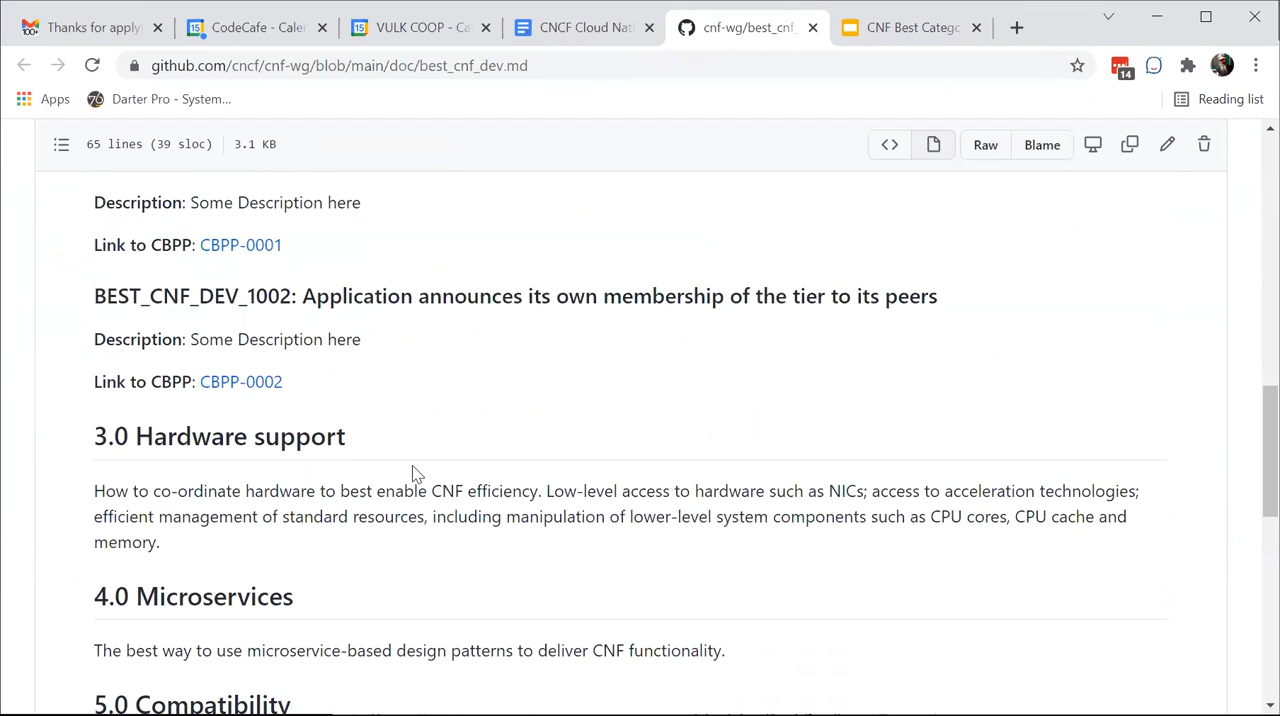 Thanks for apply
CodeCafe - Caler
VULK COOP - Ca
CNCF Cloud Nati
cnf-wg/best_cnf_
CNF Best Catego
github.com/cncf/cnf-wg/blob/main/doc/best_cnf_dev.md
14
Apps
Darter Pro - System...
Reading list
65 lines (39 sloc)
3.1 KB
Raw
Blame
Description: Some Description here
Link to CBPP: CBPP-0001
BEST_CNF_DEV_1002: Application announces its own membership of the tier to its peers
Description: Some Description here
Link to CBPP: CBPP-0002
3.0 Hardware support
How to co-ordinate hardware to best enable CNF efficiency. Low-level access to hardware such as NICs; access to acceleration technologies;
efficient management of standard resources, including manipulation of lower-level system components such as CPU cores, CPU cache and
memory.
4.0 Microservices
The best way to use microservice-based design patterns to deliver CNF functionality.
5.0 Compatibility